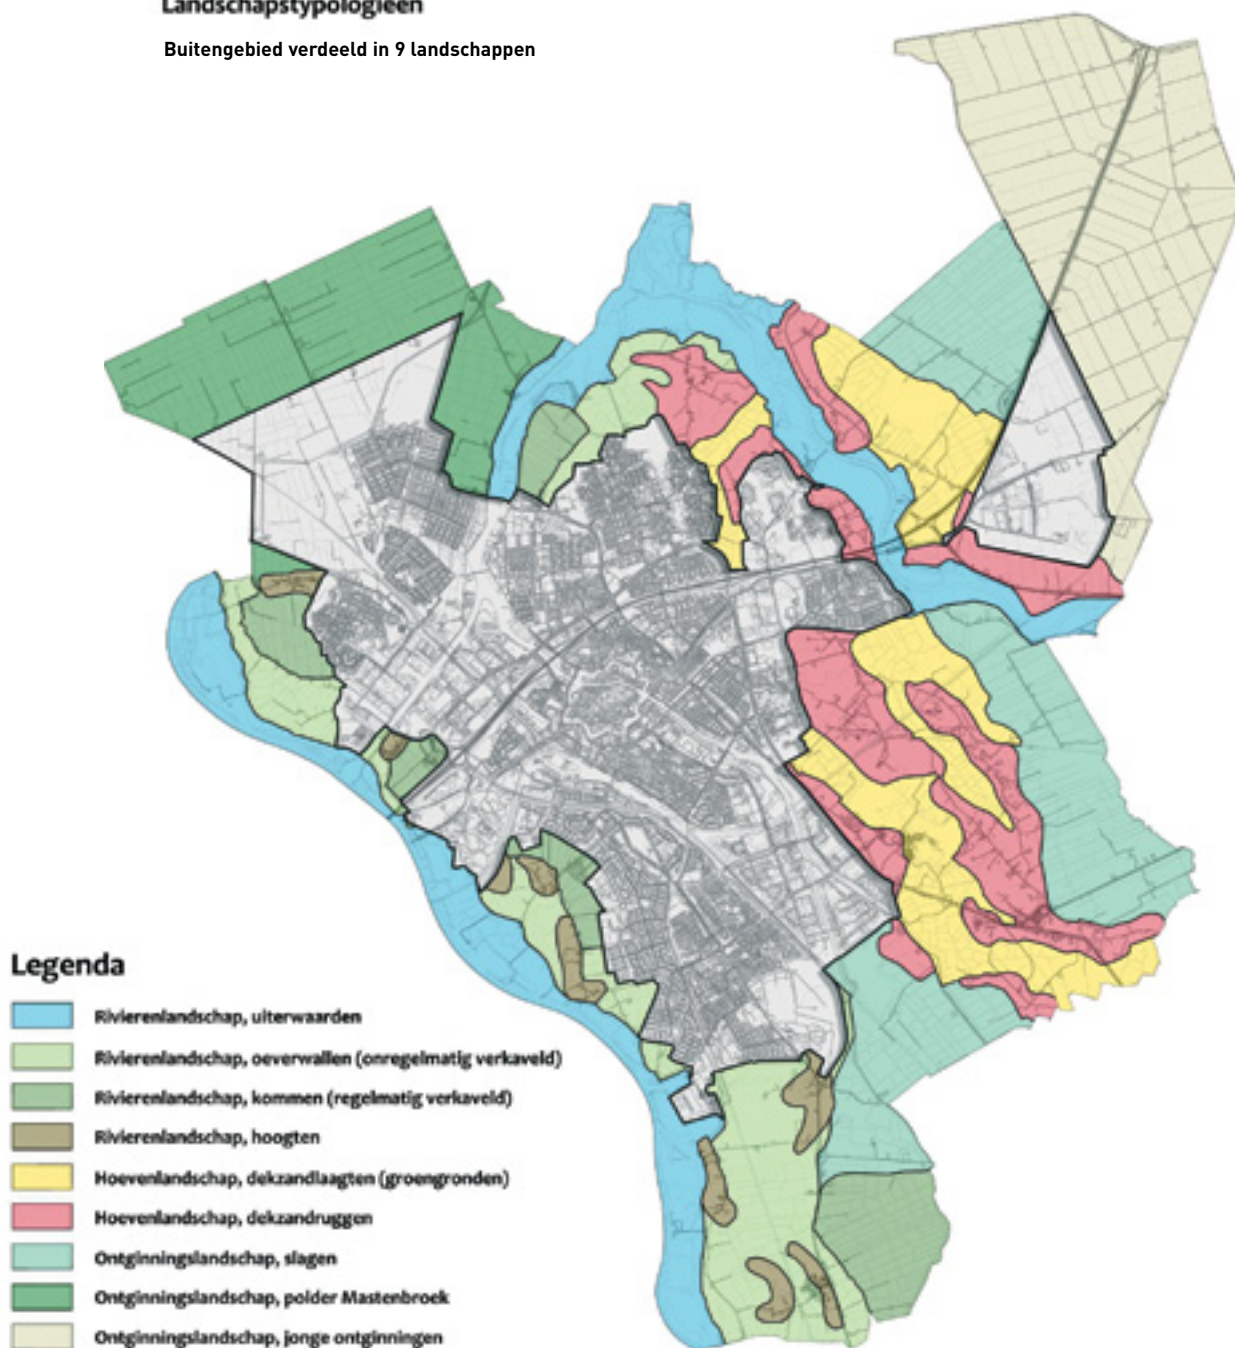 Landschapstypologieën
Buitengebied verdeeld in 9 landschappen
Legenda
Rivierenlandschap, uiterwaarden
Rivierenlandschap, oeverwallen (onregelmatig verkaveld)
Rivierenlandschap, kommen (regelmatig verkaveld)
Rivierenlandschap, hoogten
Hoevenlandschap, dekzandlaagten (groengronden)
Hoevenlandschap, dekzandruggen
Ontginningslandschap, slagen
Ontginningslandschap, polder Mastenbroek
Ontginningslandschap, jonge ontginningen